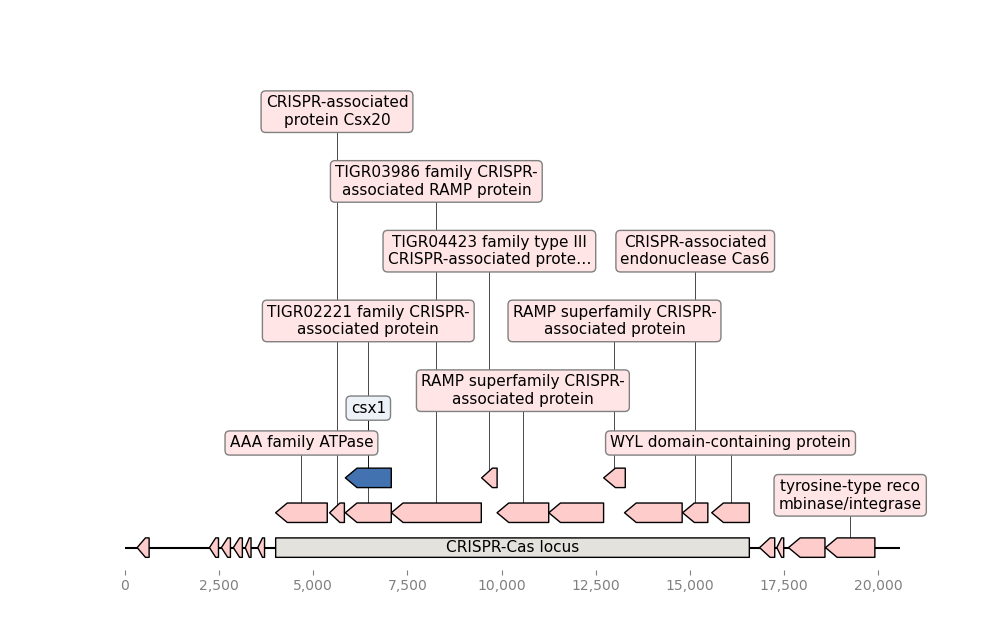 CRISPR-associated
protein Csx20
TIGR03986 family CRISPR-
associated RAMP protein
TIGR04423 family type III
CRISPR-associated prote…
CRISPR-associated
endonuclease Cas6
TIGR02221 family CRISPR-
associated protein
RAMP superfamily CRISPR-
associated protein
RAMP superfamily CRISPR-
associated protein
csx1
AAA family ATPase
WYL domain-containing protein
tyrosine-type reco
mbinase/integrase
CRISPR-Cas locus
0
2,500
5,000
7,500
10,000
12,500
15,000
17,500
20,000